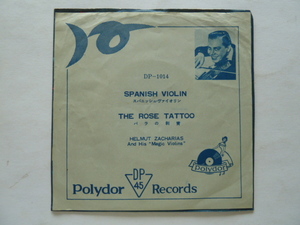 DP-1014
SPANISH VIOLIN
スパニッシュヴァイオリン
THE ROSE TATTOO
バラの刺青
HELMUT ZACHARIAS
And His "Magic Violins"
Polydor DP 45 Records